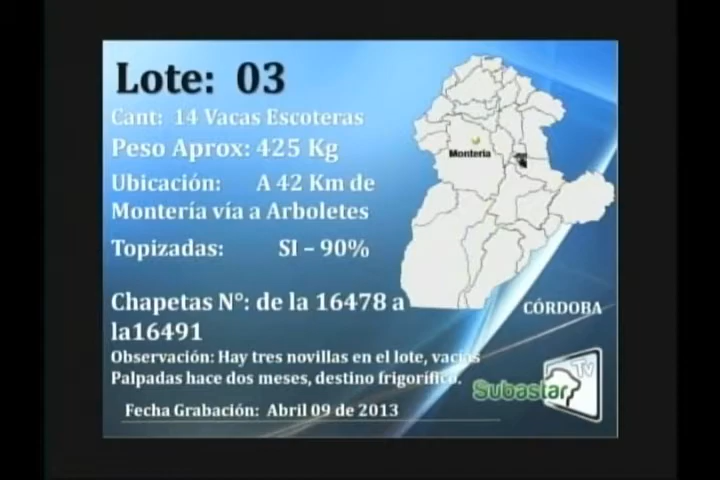 Lote: 03
Cant: 14 Vacas Escoteras
Peso Aprox: 425 Kg
Ubicación: A 42 Km de
Montería vía a Arboletes
Topizadas: SI – 90%
Chapetas N°: de la 16478 a
la16491
Observación: Hay tres novillas en el lote, vacías
Palpadas hace dos meses, destino frigorífico.
Fecha Grabación: Abril 09 de 2013
Montería
CÓRDOBA
Subastar
TV